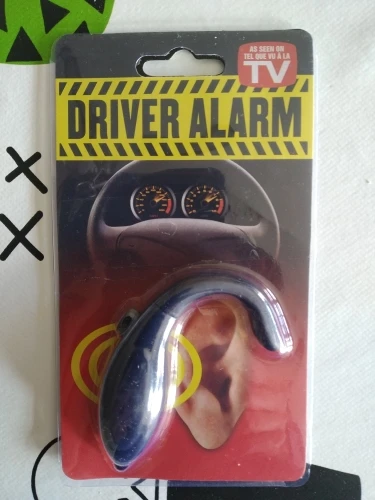 AS SEEN ON
TEL QUE VU À LA
TV
DRIVER ALARM